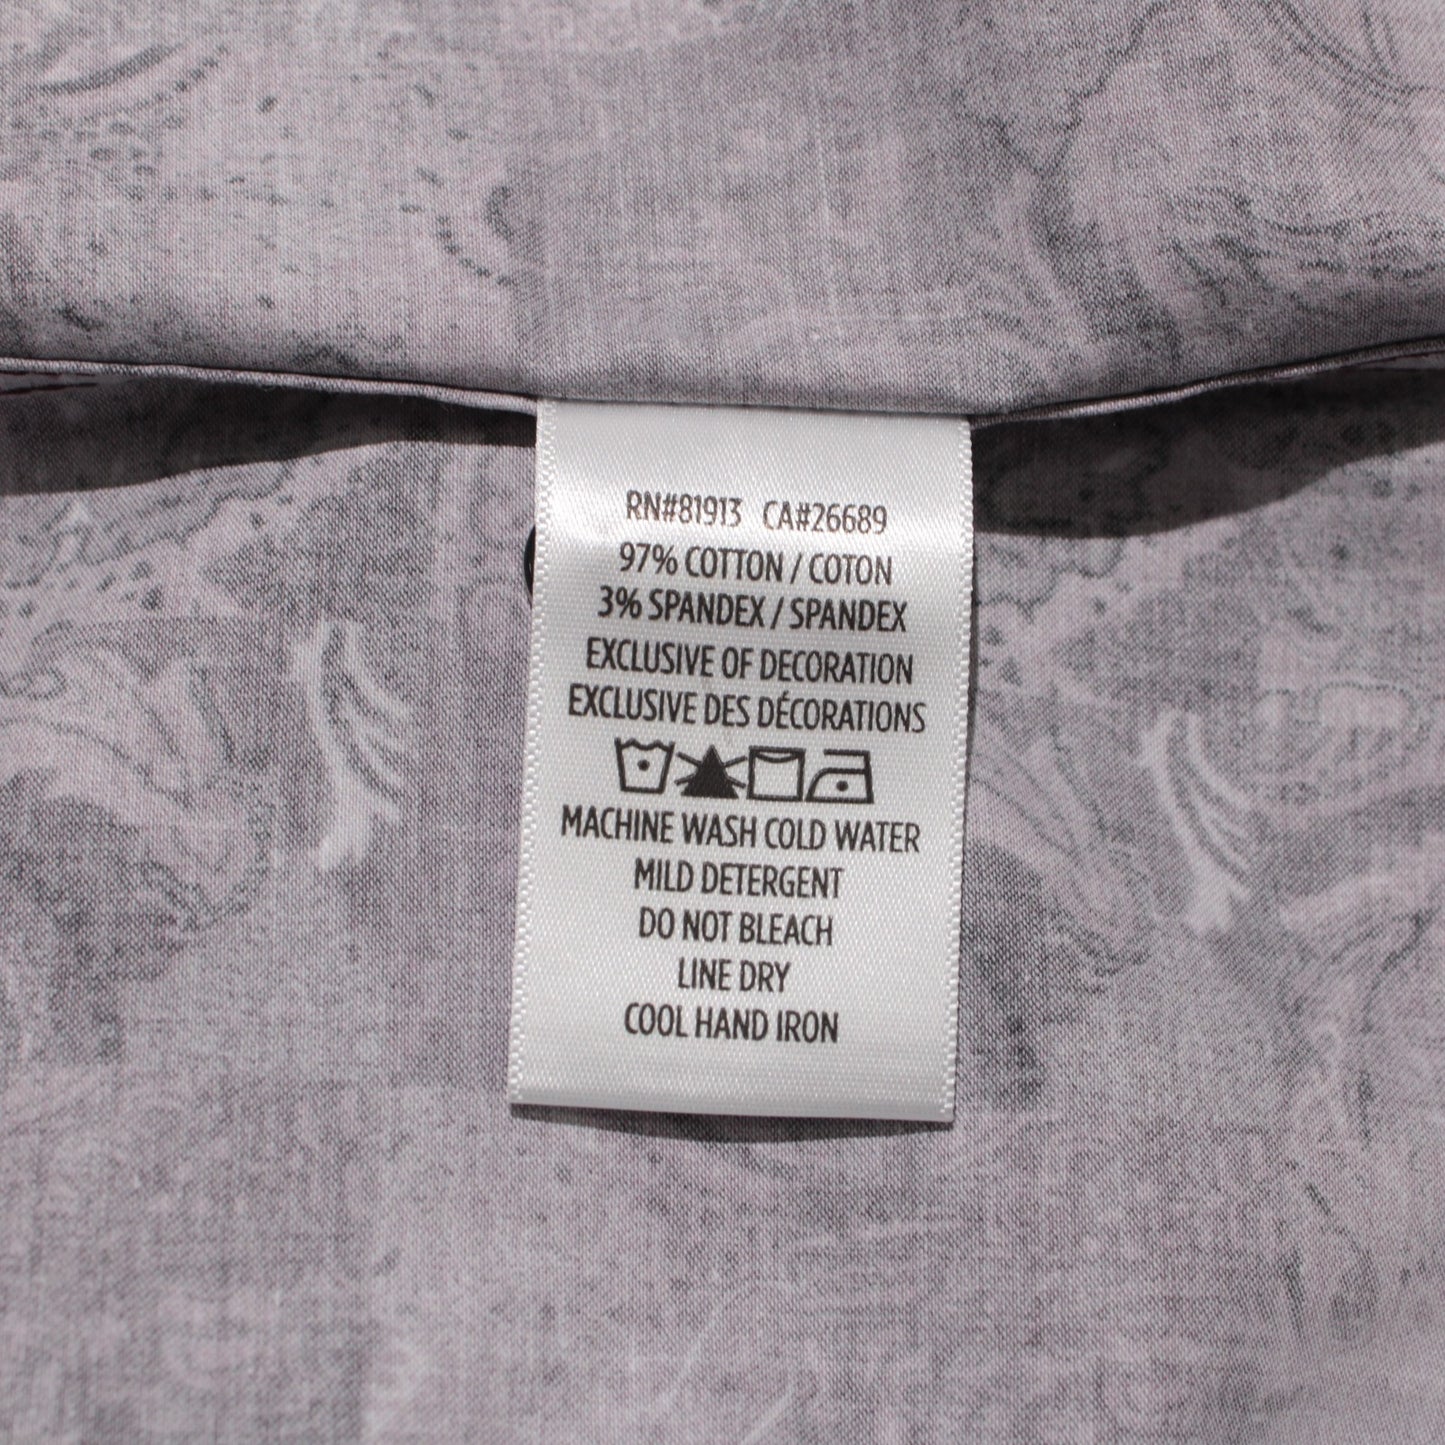 RN#81913 CA#26689
97% COTTON / COTON
3% SPANDEX / SPANDEX
EXCLUSIVE OF DECORATION
EXCLUSIVE DES DÉCORATIONS
MACHINE WASH COLD WATER
MILD DETERGENT
DO NOT BLEACH
LINE DRY
COOL HAND IRON